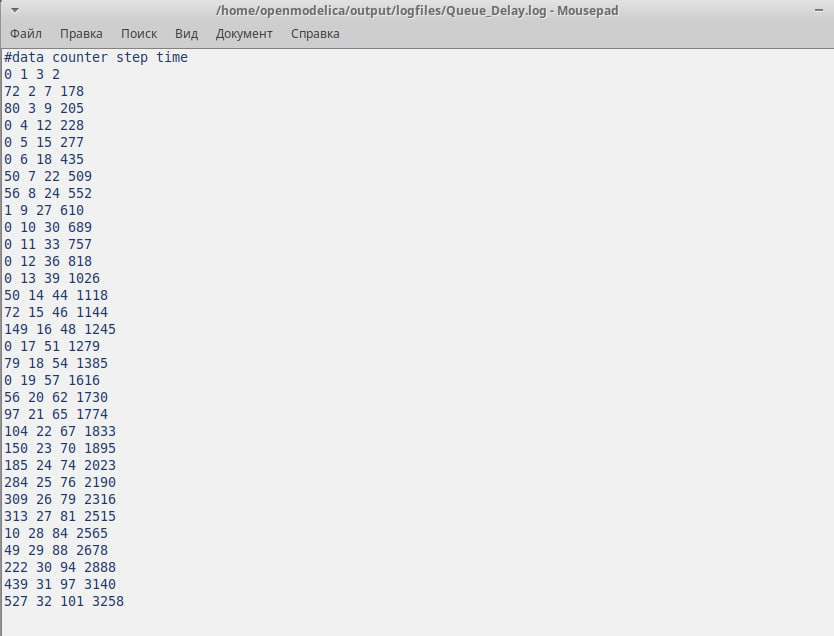 /home/openmodelica/output/logfiles/Queue_Delay.log - Mousepad
Файл Правка Поиск Вид Документ Справка
#data counter step time
0 1 3 2
72 2 7 178
80 3 9 205
0 4 12 228
0 5 15 277
0 6 18 435
50 7 22 509
56 8 24 552
1 9 27 610
0 10 30 689
0 11 33 757
0 12 36 818
0 13 39 1026
50 14 44 1118
72 15 46 1144
149 16 48 1245
0 17 51 1279
79 18 54 1385
0 19 57 1616
56 20 62 1730
97 21 65 1774
104 22 67 1833
150 23 70 1895
185 24 74 2023
284 25 76 2190
309 26 79 2316
313 27 81 2515
10 28 84 2565
49 29 88 2678
222 30 94 2888
439 31 97 3140
527 32 101 3258